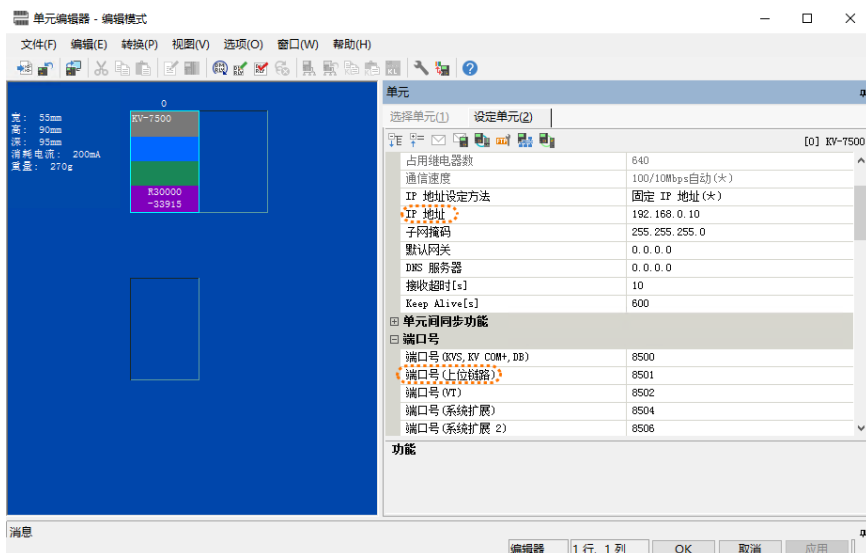 单元编辑器 - 编辑模式
文件(F) 编辑(E) 转换(P) 视图(V) 选项(O) 窗口(W) 帮助(H)
宽: 55mm
高: 90mm
深: 95mm
消耗电流: 200mA
重量: 270g
0
KV-7500
R30000
-33915
单元
选择单元(1) 设定单元(2)
[0] KV-7500
占用继电器数 640
通信速度 100/10Mbps自动(*)
IP 地址设定方法 固定 IP 地址(*)
IP 地址 192.168.0.10
子网掩码 255.255.255.0
默认网关 0.0.0.0
DNS 服务器 0.0.0.0
接收超时[s] 10
Keep Alive[s] 600
单元间同步功能
端口号
端口号(KVS, KV COM+, DB) 8500
端口号(上位链路) 8501
端口号(VT) 8502
端口号(系统扩展) 8504
端口号(系统扩展 2) 8506
功能
消息
编辑器 1 行, 1 列 OK 取消 应用